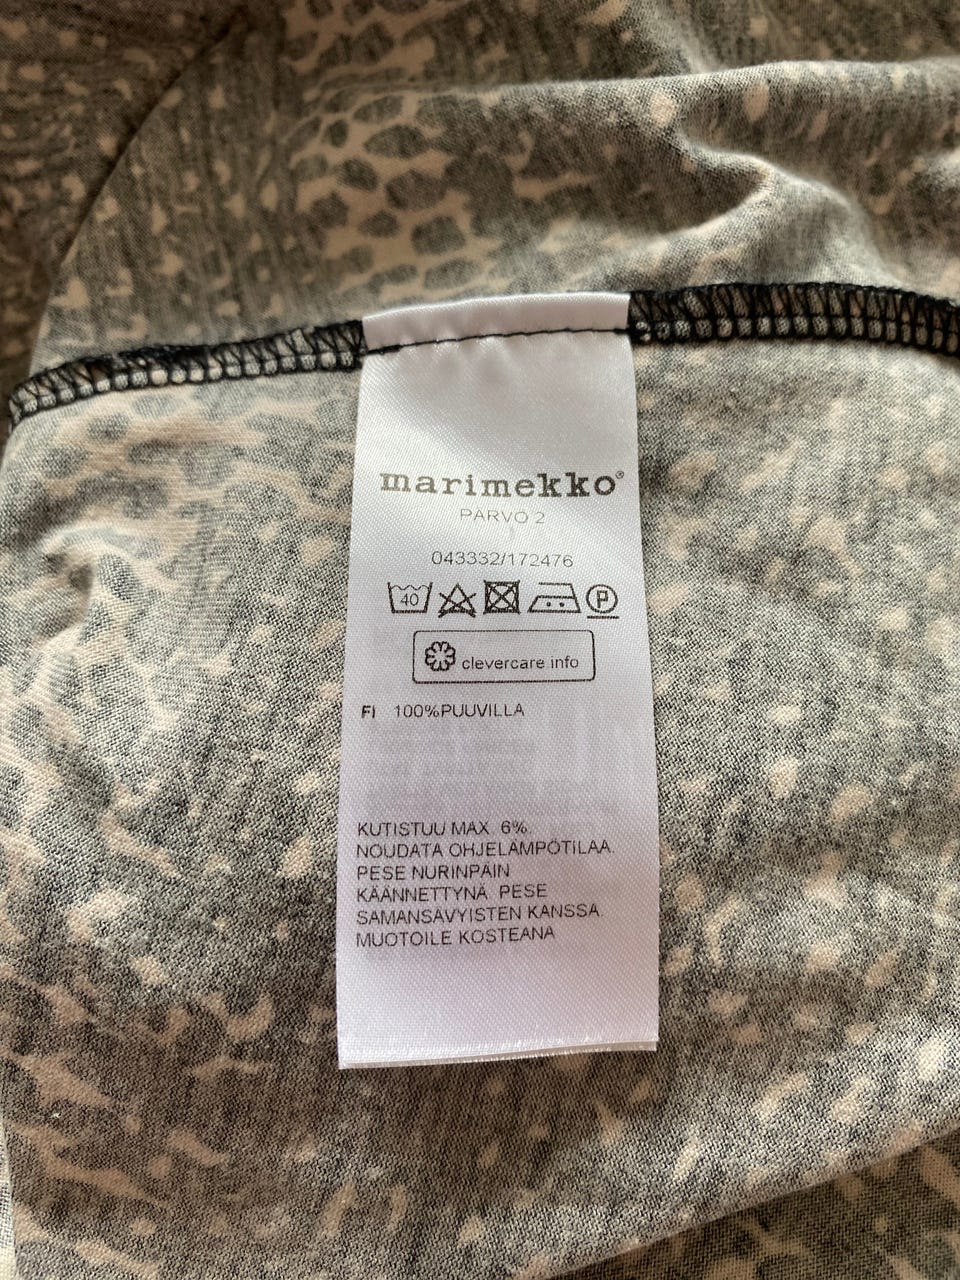 marimekko®
PARVO 2
043332/172476
40 P
clevercare.info
FI 100%PUUVILLA
KUTISTUU MAX. 6%.
NOUDATA OHJELÄMPÖTILAA.
PESE NURINPÄIN
KÄÄNNETTYNÄ. PESE
SAMANSÄVYISTEN KANSSA.
MUOTOILE KOSTEANA